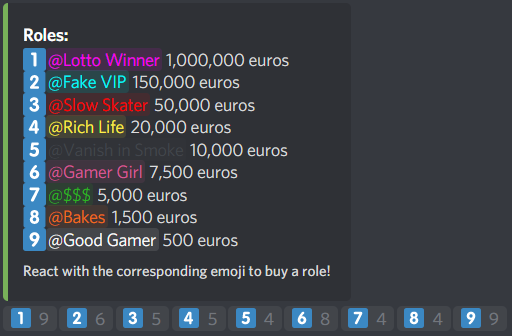 Roles:
1 @Lotto Winner 1,000,000 euros
2 @Fake VIP 150,000 euros
3 @Slow Skater 50,000 euros
4 @Rich Life 20,000 euros
5 @Vanish in Smoke 10,000 euros
6 @Gamer Girl 7,500 euros
7 @$$$ 5,000 euros
8 @Bakes 1,500 euros
9 @Good Gamer 500 euros
React with the corresponding emoji to buy a role!
1 9 2 6 3 5 4 5 5 4 6 8 7 4 8 4 9 9